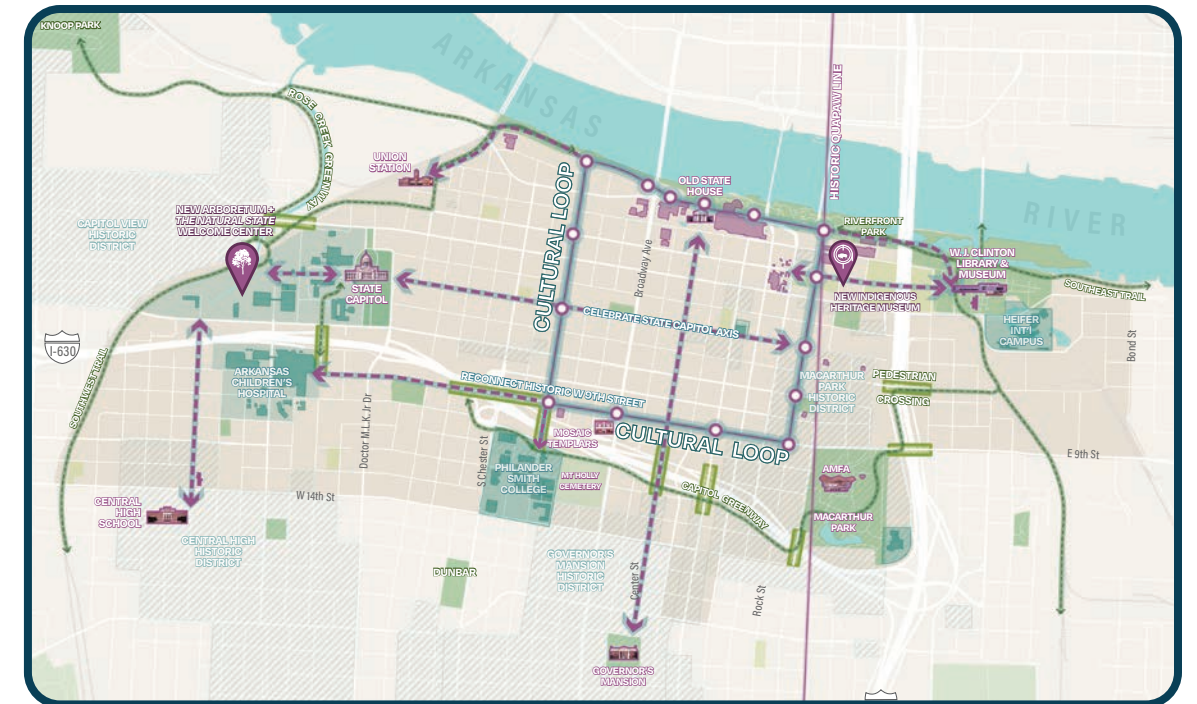 KNOOP PARK
ARKANSAS
RIVER
HISTORIC QUAPAW LINE
ROSE CREEK GREENWAY
UNION
STATION
OLD STATE
HOUSE
CULTURAL LOOP
Broadway Ave
NEW ARBORETUM +
THE NATURAL STATE
WELCOME CENTER
CAPITOL VIEW
HISTORIC
DISTRICT
STATE
CAPITOL
RIVERFRONT
PARK
W.J. CLINTON
LIBRARY &
MUSEUM
NEW INDIGENOUS
HERITAGE MUSEUM
SOUTHEAST TRAIL
HEIFER
INT'L
CAMPUS
Bond St
CELEBRATE STATE CAPITOL AXIS
I-630
SOUTHWEST TRAIL
ARKANSAS
CHILDREN'S
HOSPITAL
RECONNECT HISTORIC W 9TH STREET
MACARTHUR
PARK
HISTORIC
DISTRICT
PEDESTRIAN
CROSSING
Doctor M.L.K. Jr Dr
S Chester St
MOSAIC
TEMPLARS
CULTURAL LOOP
E 9th St
PHILANDER
SMITH
COLLEGE
MT HOLLY
CEMETERY
CAPITOL GREENWAY
AMFA
MACARTHUR
PARK
W 14th St
CENTRAL
HIGH
SCHOOL
CENTRAL HIGH
HISTORIC
DISTRICT
DUNBAR
GOVERNOR'S
MANSION
HISTORIC
DISTRICT
Center St
Rock St
GOVERNOR'S
MANSION